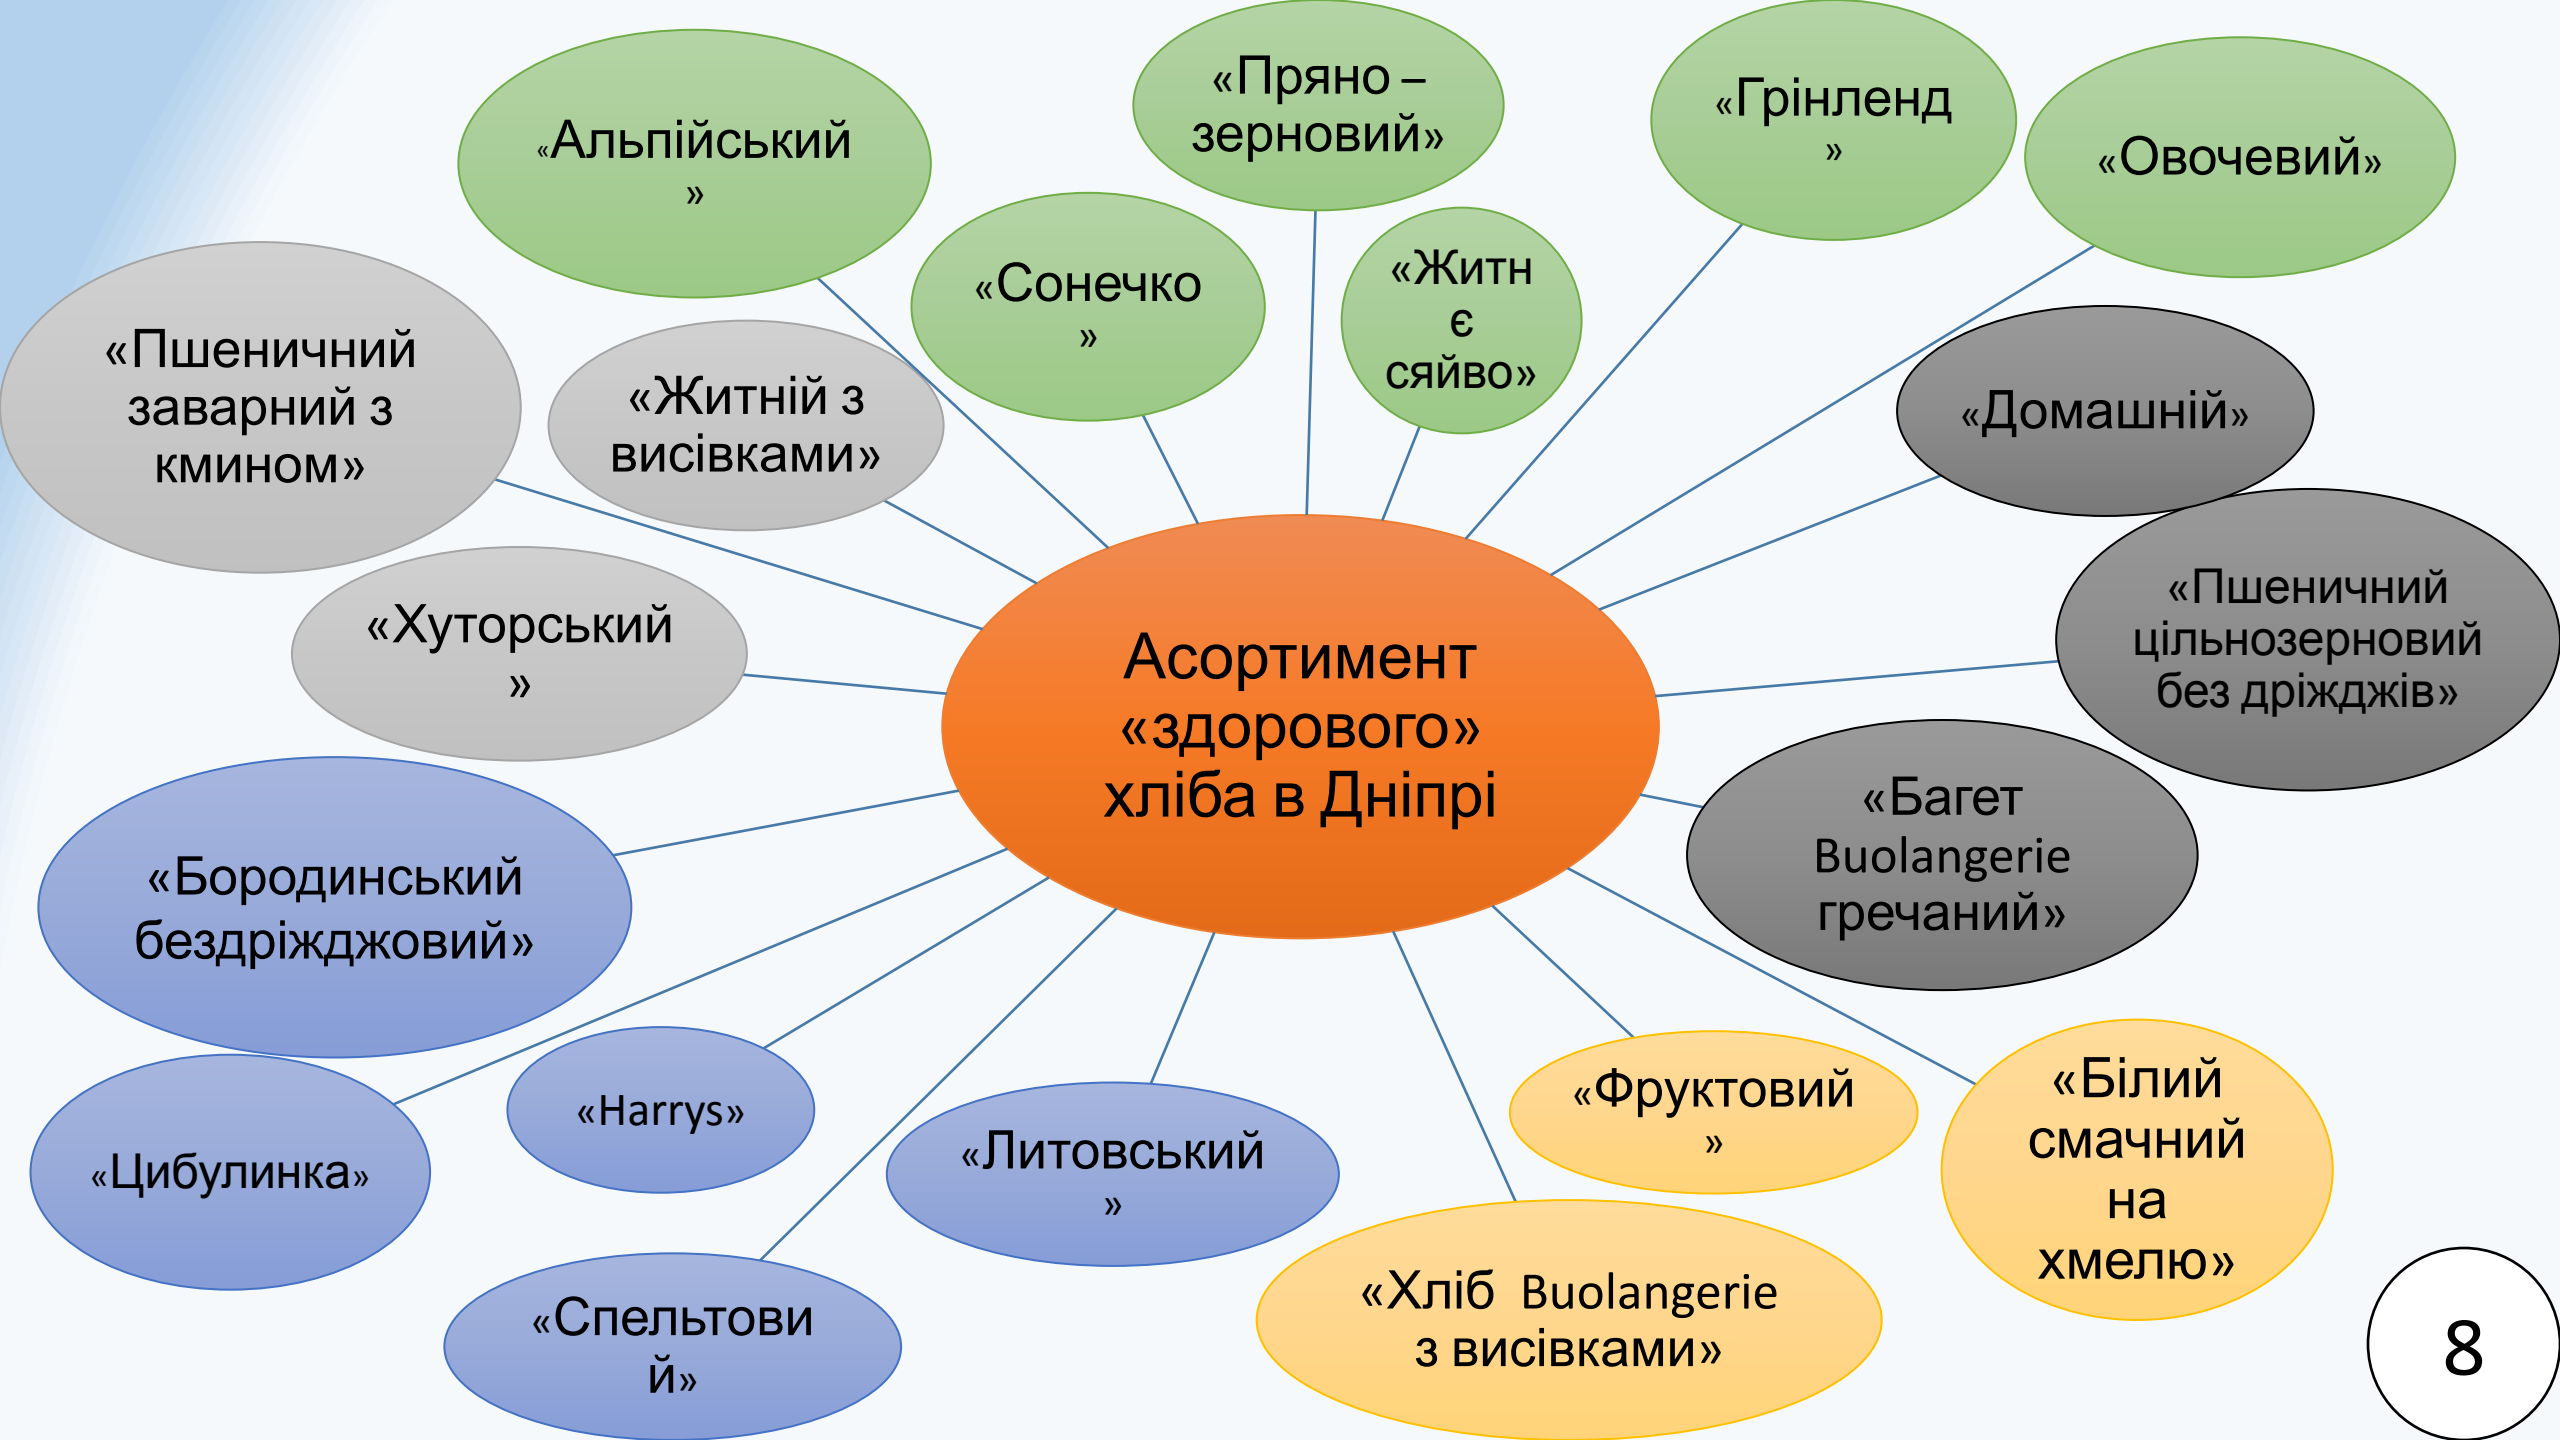 «Альпійський
»
«Пряно –
зерновий»
«Грінленд
»
«Овочевий»
«Сонечко
»
«Житн
є
сяйво»
«Пшеничний
заварний з
кмином»
«Житній з
висівками»
«Домашній»
«Хуторський
»
«Пшеничний
цільнозерновий
без дріжджів»
Асортимент
«здорового»
хліба в Дніпрі
«Багет
Buolangerie
гречаний»
«Бородинський
бездріжджовий»
«Цибулинка»
«Harrys»
«Литовський
»
«Фруктовий
»
«Білий
смачний
на
хмелю»
«Спельтови
й»
«Хліб Buolangerie
з висівками»
8